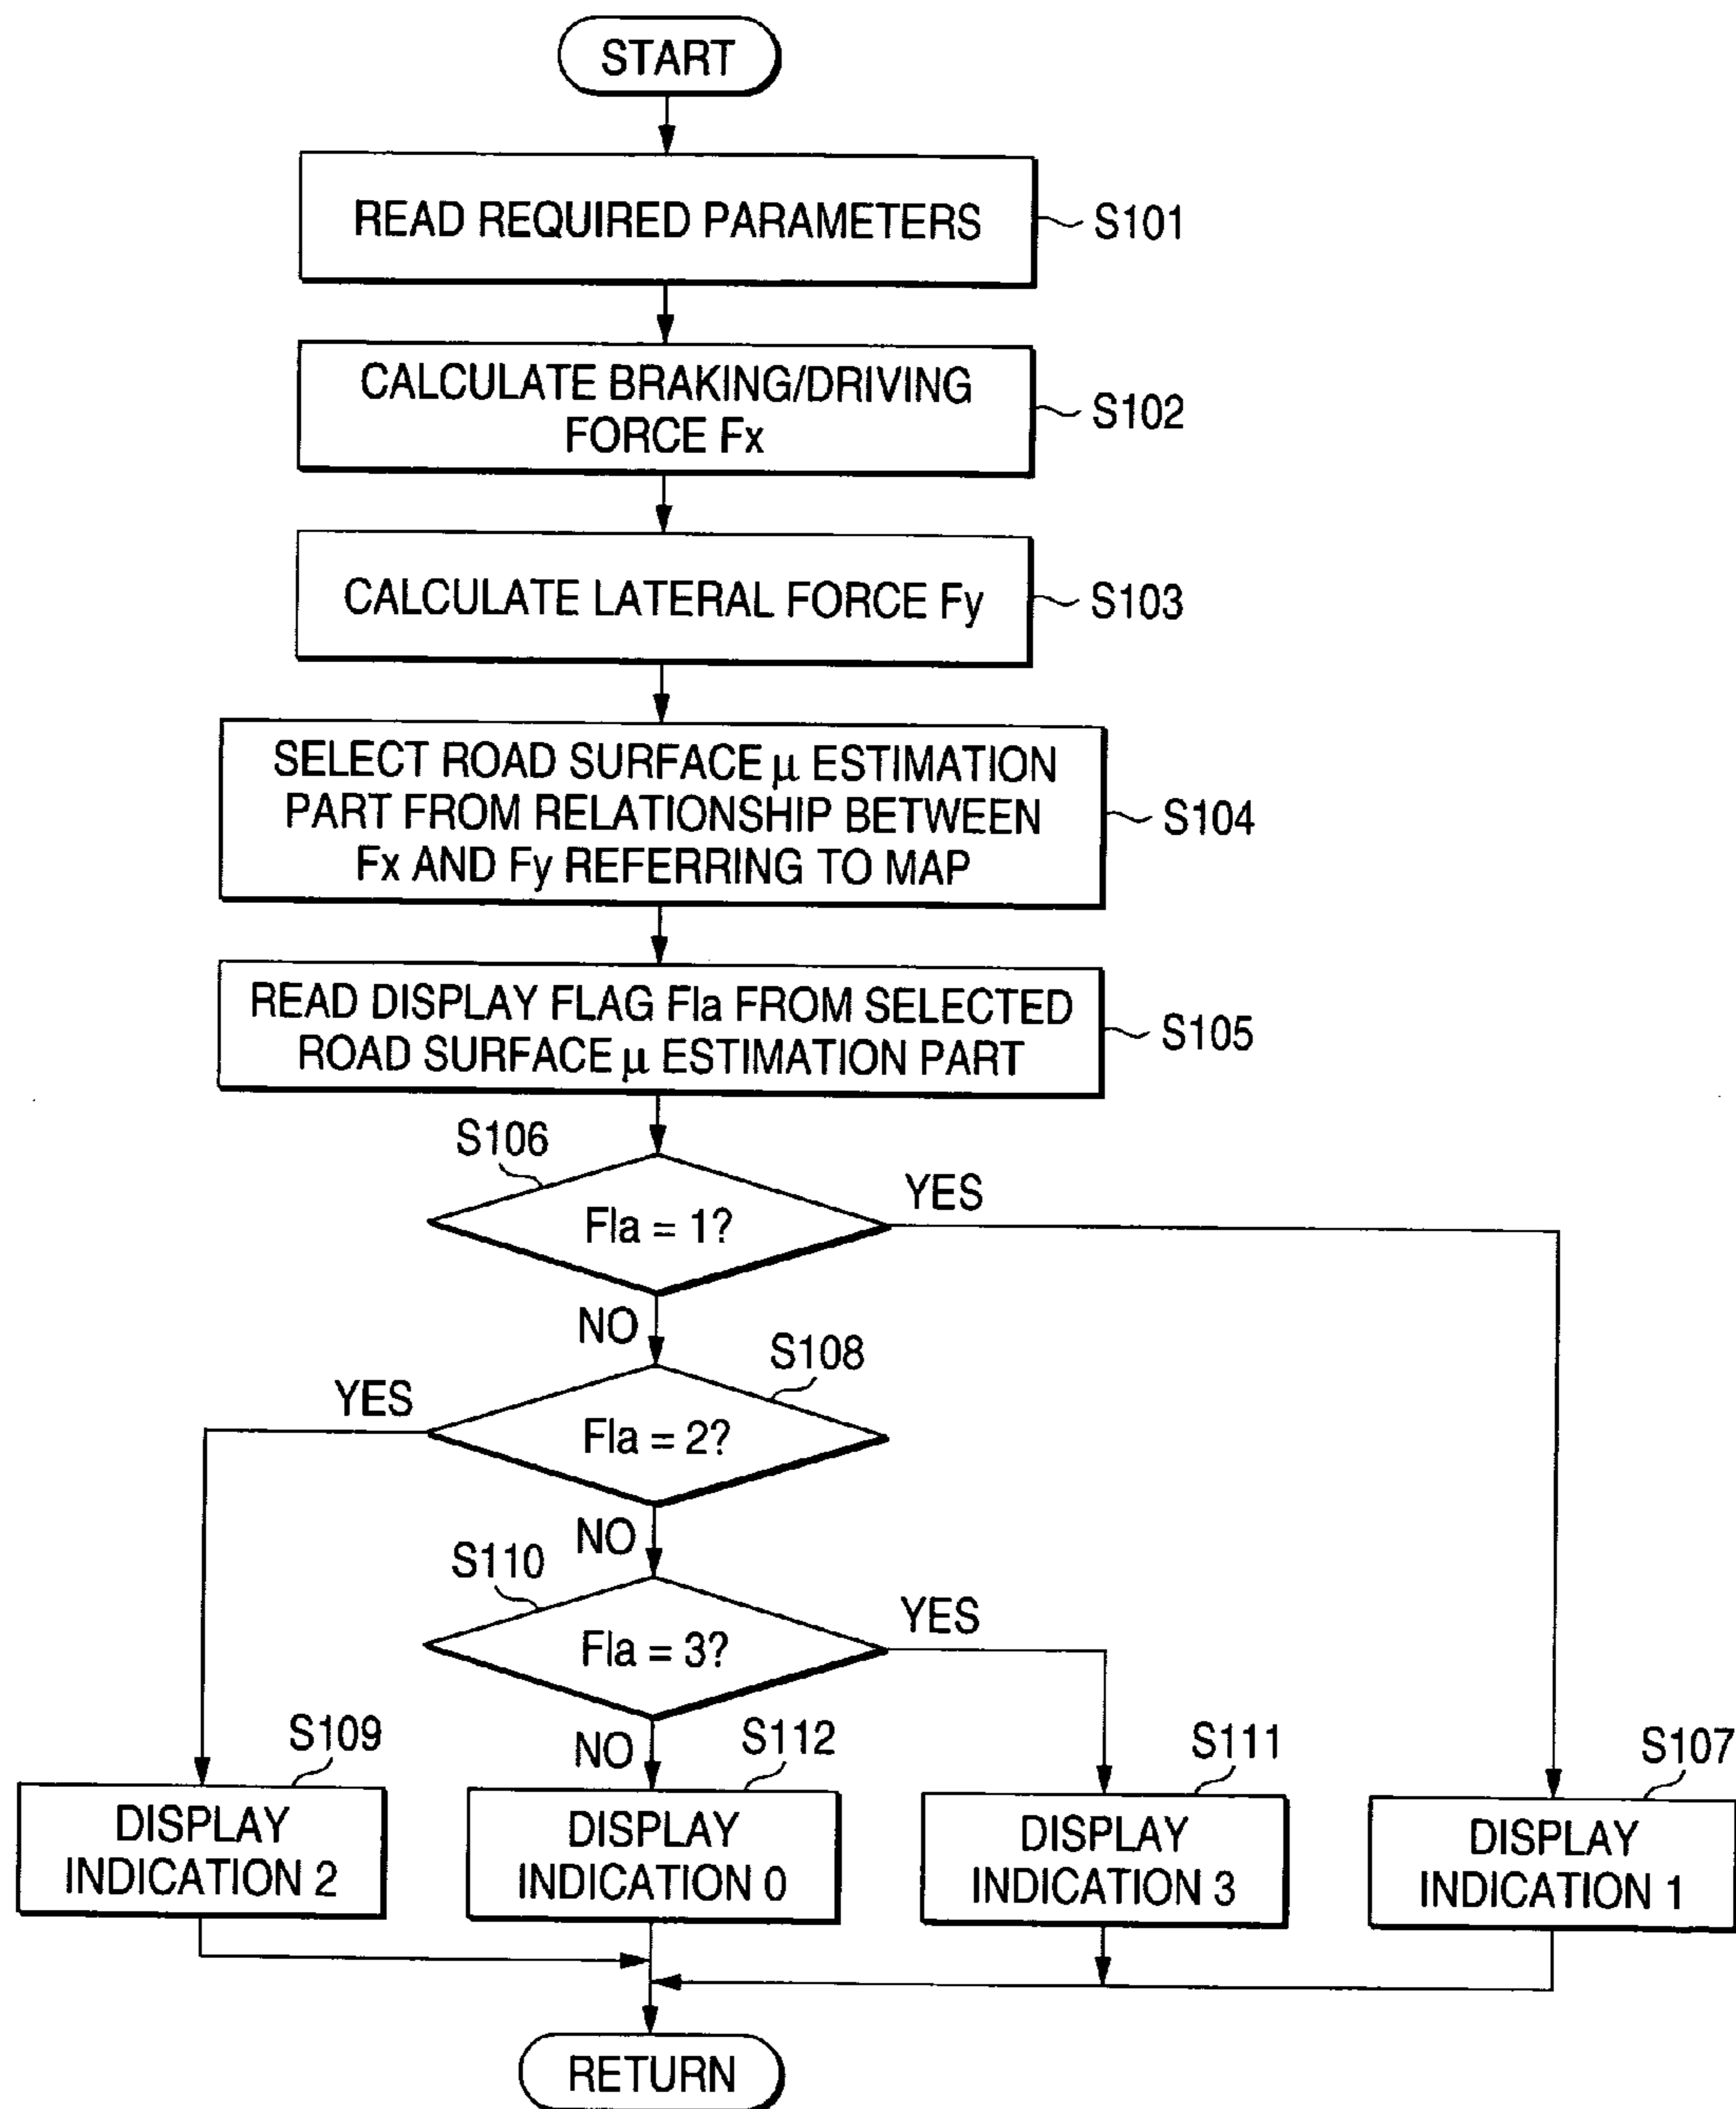 START
READ REQUIRED PARAMETERS
S101
CALCULATE BRAKING/DRIVING
FORCE Fx
S102
CALCULATE LATERAL FORCE Fy
S103
SELECT ROAD SURFACE μ ESTIMATION
PART FROM RELATIONSHIP BETWEEN
Fx AND Fy REFERRING TO MAP
S104
READ DISPLAY FLAG Fla FROM SELECTED
ROAD SURFACE μ ESTIMATION PART
S105
S106
Fla = 1?
YES
NO
S108
YES
Fla = 2?
NO
S110
Fla = 3?
YES
NO
S109
DISPLAY
INDICATION 2
S112
DISPLAY
INDICATION 0
S111
DISPLAY
INDICATION 3
S107
DISPLAY
INDICATION 1
RETURN